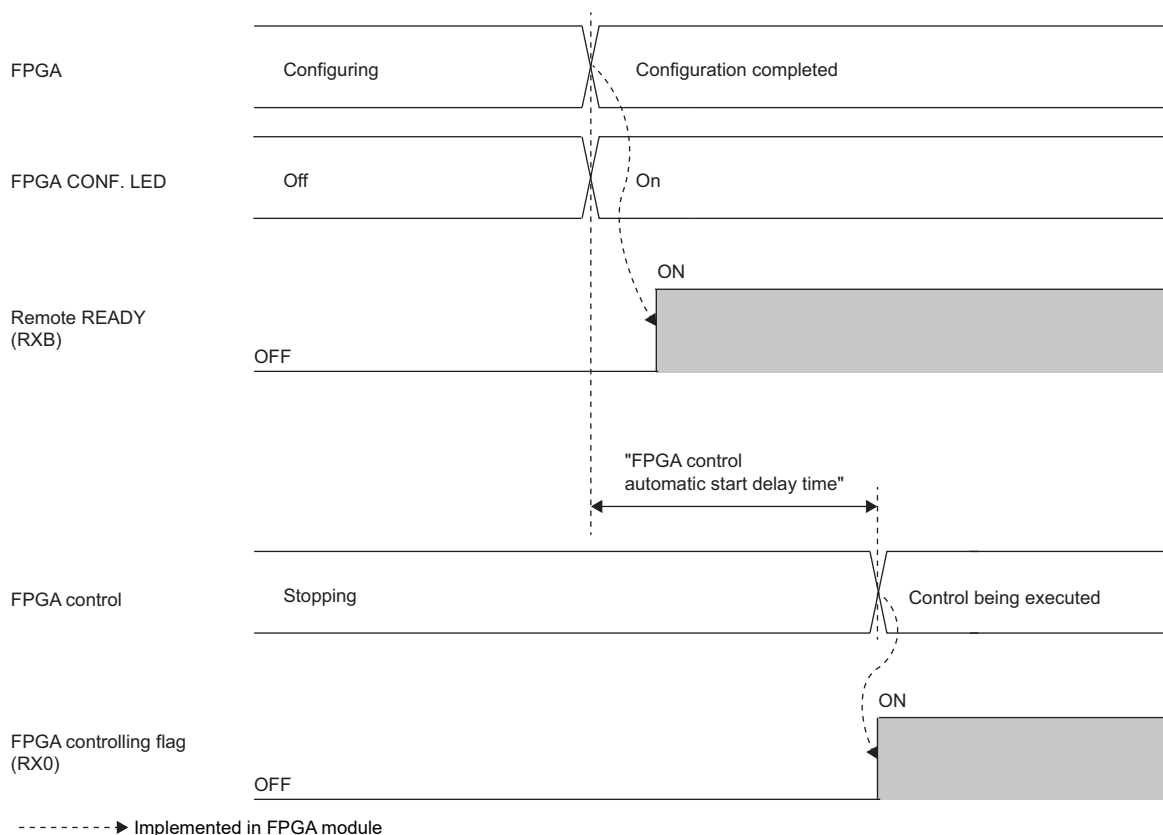 FPGA
Configuring
Configuration completed
FPGA CONF. LED
Off
On
Remote READY
(RXB)
OFF
ON
"FPGA control
automatic start delay time"
FPGA control
Stopping
Control being executed
FPGA controlling flag
(RX0)
OFF
ON
Implemented in FPGA module